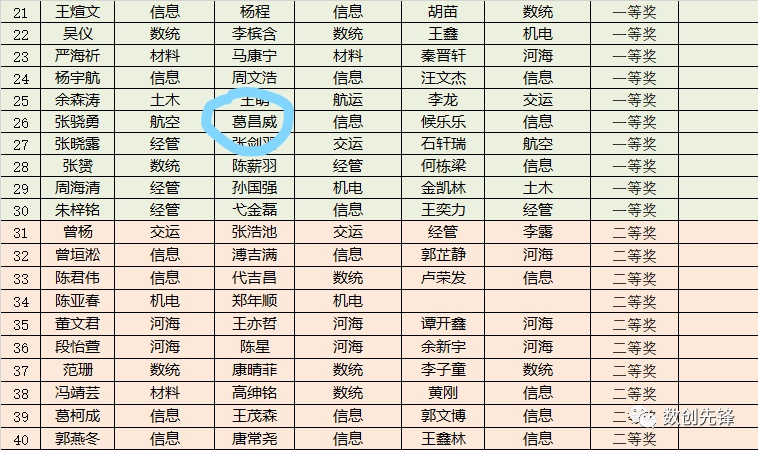 21 王煊文 信息 杨程 信息 胡苗 数统 一等奖
22 吴仪 数统 李槟含 数统 王鑫 机电 一等奖
23 严海祈 材料 马康宁 材料 秦晋轩 河海 一等奖
24 杨宇航 信息 周文浩 信息 汪文杰 信息 一等奖
25 余森涛 土木 王萌 航运 李龙 交运 一等奖
26 张骁勇 航空 葛昌威 信息 候乐乐 信息 一等奖
27 张晓露 经管 张剑羽 交运 石轩瑞 航空 一等奖
28 张赟 数统 陈薪羽 经管 何栋梁 信息 一等奖
29 周海清 经管 孙国强 机电 金凯林 土木 一等奖
30 朱梓铭 经管 弋金磊 信息 王奕力 经管 一等奖
31 曾杨 交运 张浩池 交运 经管 李露 二等奖
32 曾垣淞 信息 溥吉满 信息 郭芷静 河海 二等奖
33 陈君伟 信息 代吉昌 数统 卢荣发 信息 二等奖
34 陈亚春 机电 郑年顺 机电 二等奖
35 董文君 河海 王亦哲 河海 谭开鑫 河海 二等奖
36 段怡萱 河海 陈星 河海 余新宇 河海 二等奖
37 范珊 数统 康晴菲 数统 李子童 数统 二等奖
38 冯靖芸 材料 高绅铭 数统 黄刚 信息 二等奖
39 葛柯成 信息 王茂森 信息 郭文博 信息 二等奖
40 郭燕冬 信息 唐常尧 信息 王鑫林 信息 二等奖
数创先锋